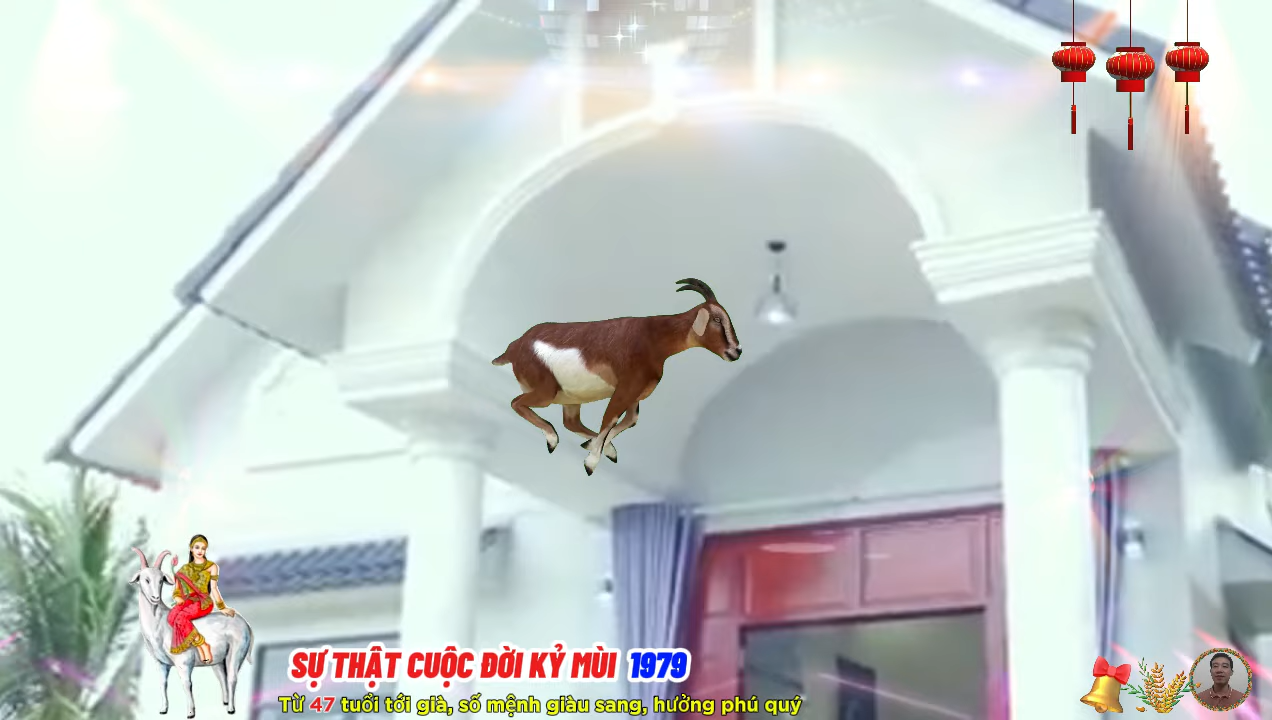 SỰ THẬT CUỘC ĐỜI KỶ MÙI 1979
Từ 47 tuổi tới già, số mệnh giàu sang, hưởng phú quý